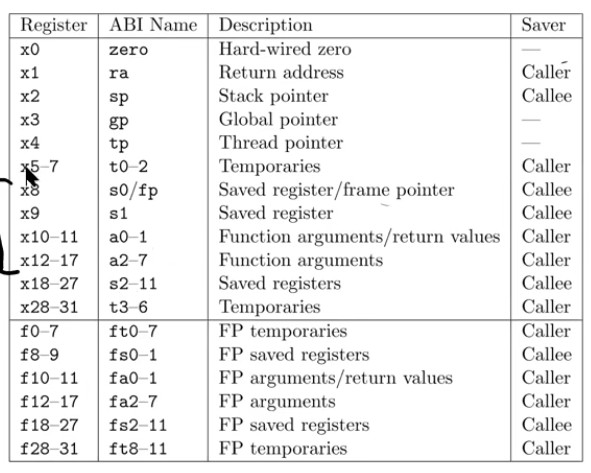 Register ABI Name Description Saver
x0 zero Hard-wired zero —
x1 ra Return address Caller
x2 sp Stack pointer Callee
x3 gp Global pointer —
x4 tp Thread pointer —
x5–7 t0–2 Temporaries Caller
x8 s0/fp Saved register/frame pointer Callee
x9 s1 Saved register Callee
x10–11 a0–1 Function arguments/return values Caller
x12–17 a2–7 Function arguments Caller
x18–27 s2–11 Saved registers Callee
x28–31 t3–6 Temporaries Caller
f0–7 ft0–7 FP temporaries Caller
f8–9 fs0–1 FP saved registers Callee
f10–11 fa0–1 FP arguments/return values Caller
f12–17 fa2–7 FP arguments Caller
f18–27 fs2–11 FP saved registers Callee
f28–31 ft8–11 FP temporaries Caller